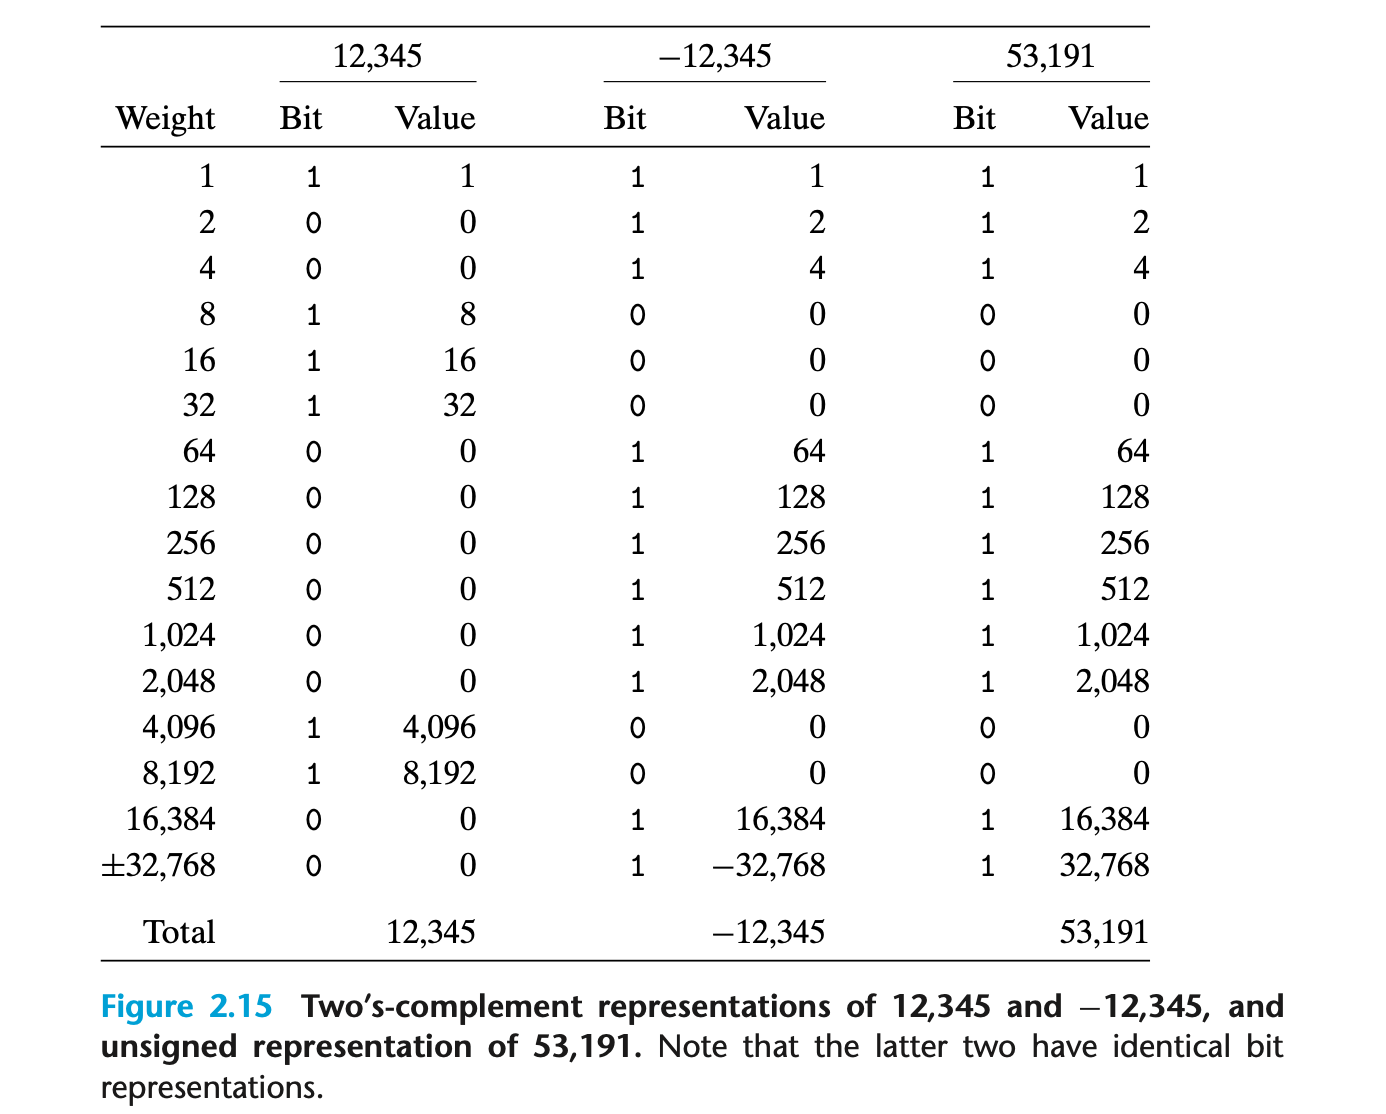 12,345 −12,345 53,191
Weight Bit Value Bit Value Bit Value
1 1 1 1 1 1 1
2 0 0 1 2 1 2
4 0 0 1 4 1 4
8 1 8 0 0 0 0
16 1 16 0 0 0 0
32 1 32 0 0 0 0
64 0 0 1 64 1 64
128 0 0 1 128 1 128
256 0 0 1 256 1 256
512 0 0 1 512 1 512
1,024 0 0 1 1,024 1 1,024
2,048 0 0 1 2,048 1 2,048
4,096 1 4,096 0 0 0 0
8,192 1 8,192 0 0 0 0
16,384 0 0 1 16,384 1 16,384
±32,768 0 0 1 −32,768 1 32,768
Total 12,345 −12,345 53,191
Figure 2.15 Two’s-complement representations of 12,345 and −12,345, and
unsigned representation of 53,191. Note that the latter two have identical bit
representations.